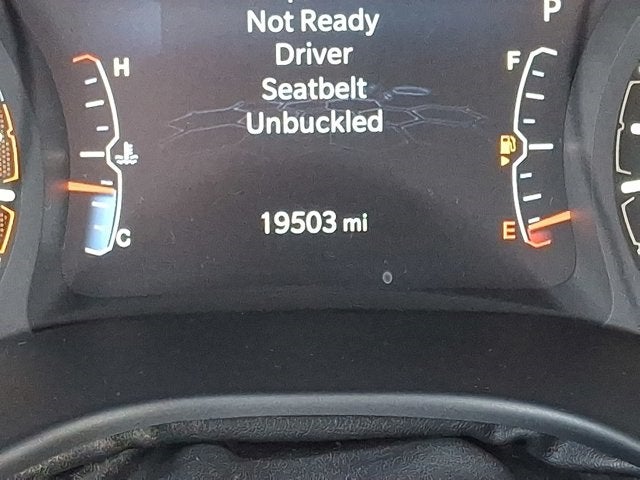 P
Not Ready
Driver
Seatbelt
Unbuckled
H
F
19503 mi
C
E